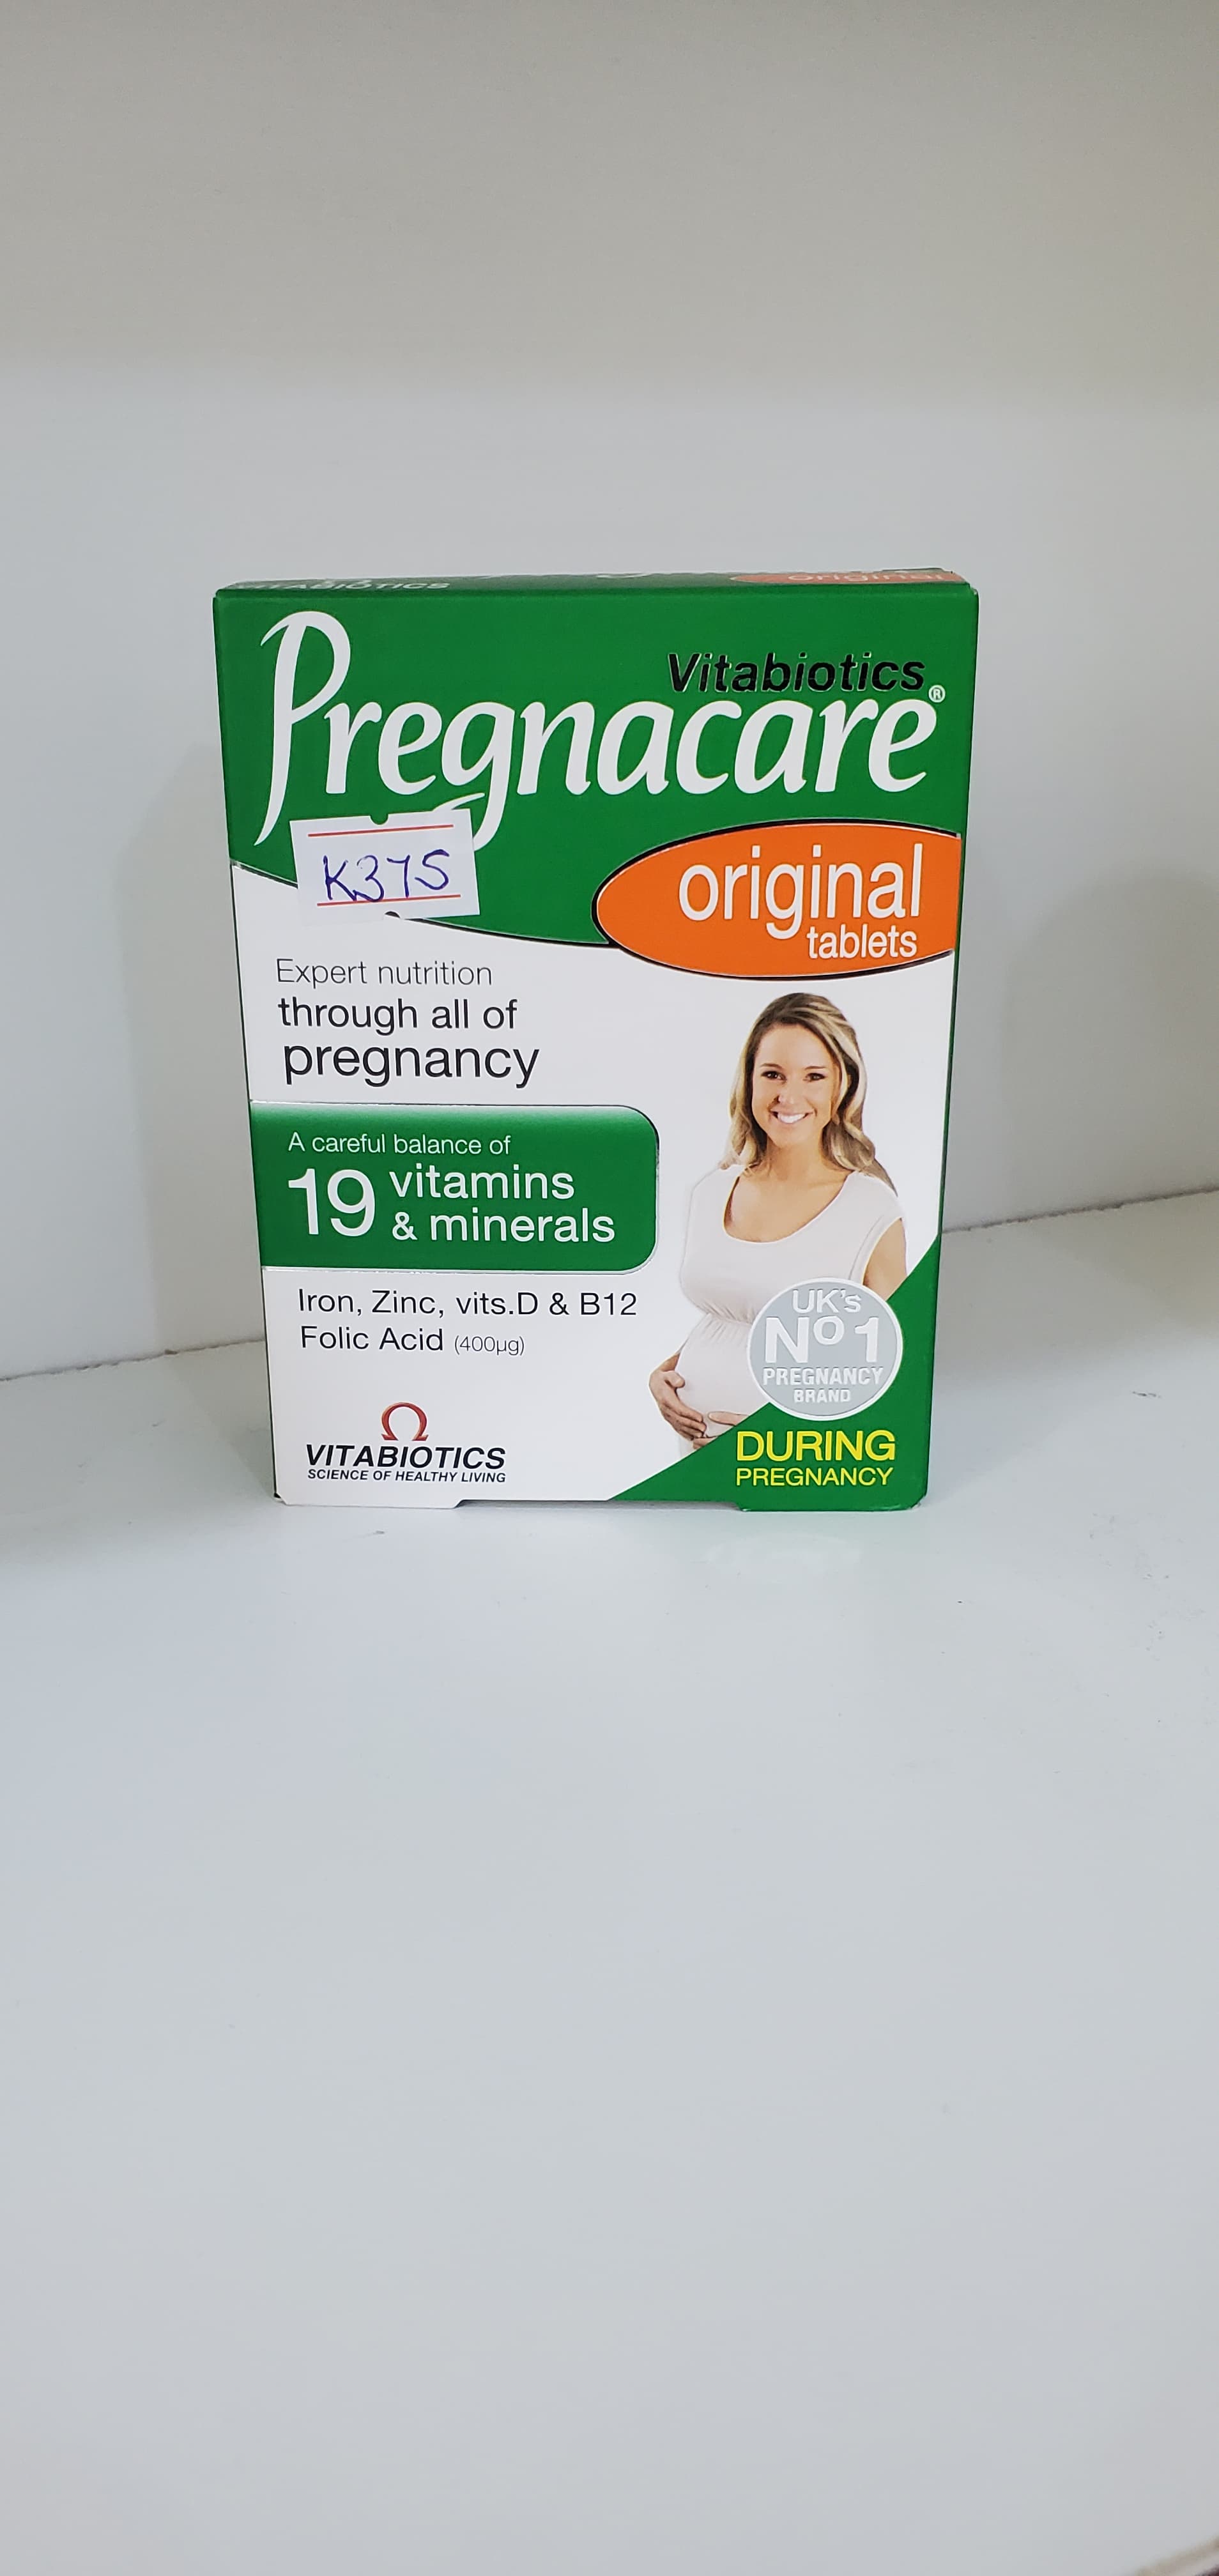 VITABIOTICS
original
Vitabiotics
Pregnacare®
K375
original
tablets
Expert nutrition
through all of
pregnancy
A careful balance of
19 vitamins
& minerals
Iron, Zinc, vits.D & B12
Folic Acid (400µg)
UK's
Nº1
PREGNANCY
BRAND
VITABIOTICS
SCIENCE OF HEALTHY LIVING
DURING
PREGNANCY